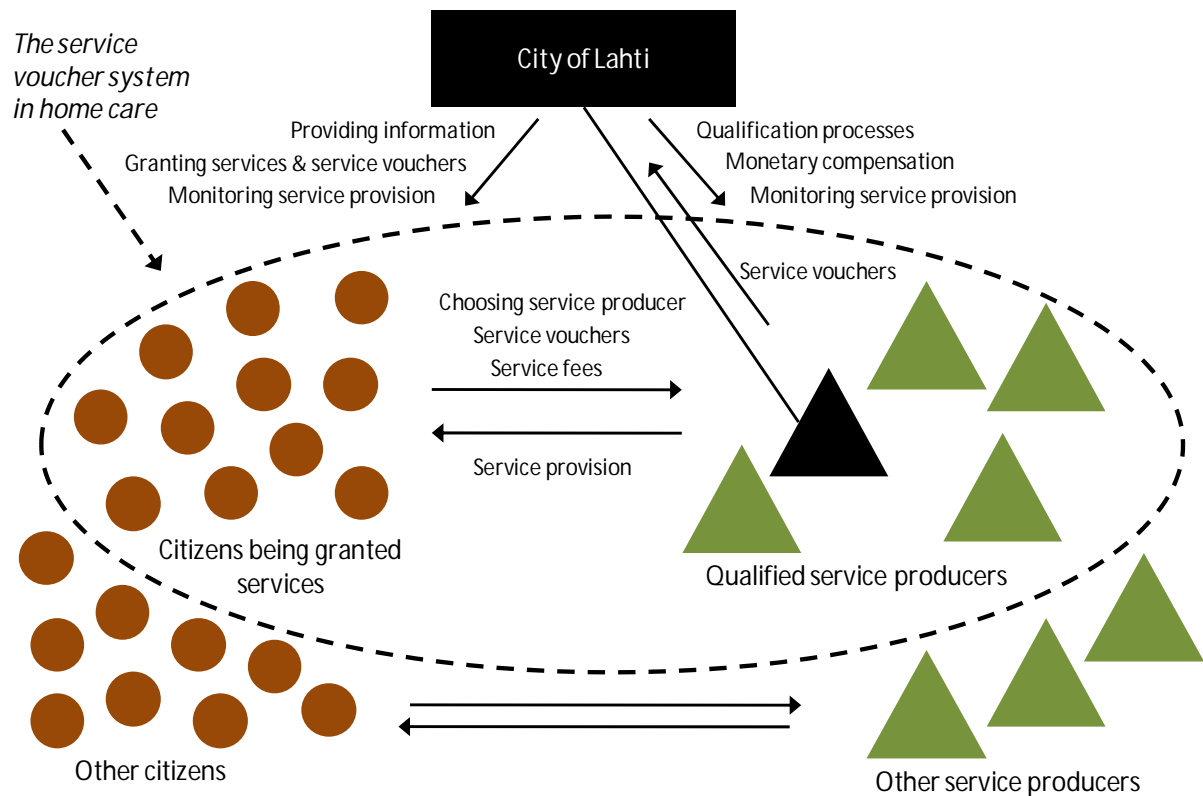 The service
voucher system
in home care
City of Lahti
Providing information
Granting services & service vouchers
Monitoring service provision
Qualification processes
Monetary compensation
Monitoring service provision
Service vouchers
Choosing service producer
Service vouchers
Service fees
Service provision
Citizens being granted
services
Qualified service producers
Other citizens
Other service producers